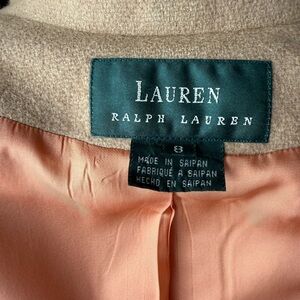 LAUREN
RALPH LAUREN
8
MADE IN SAIPAN
FABRIQUÉ A SAIPAN
HECHO EN SAIPAN